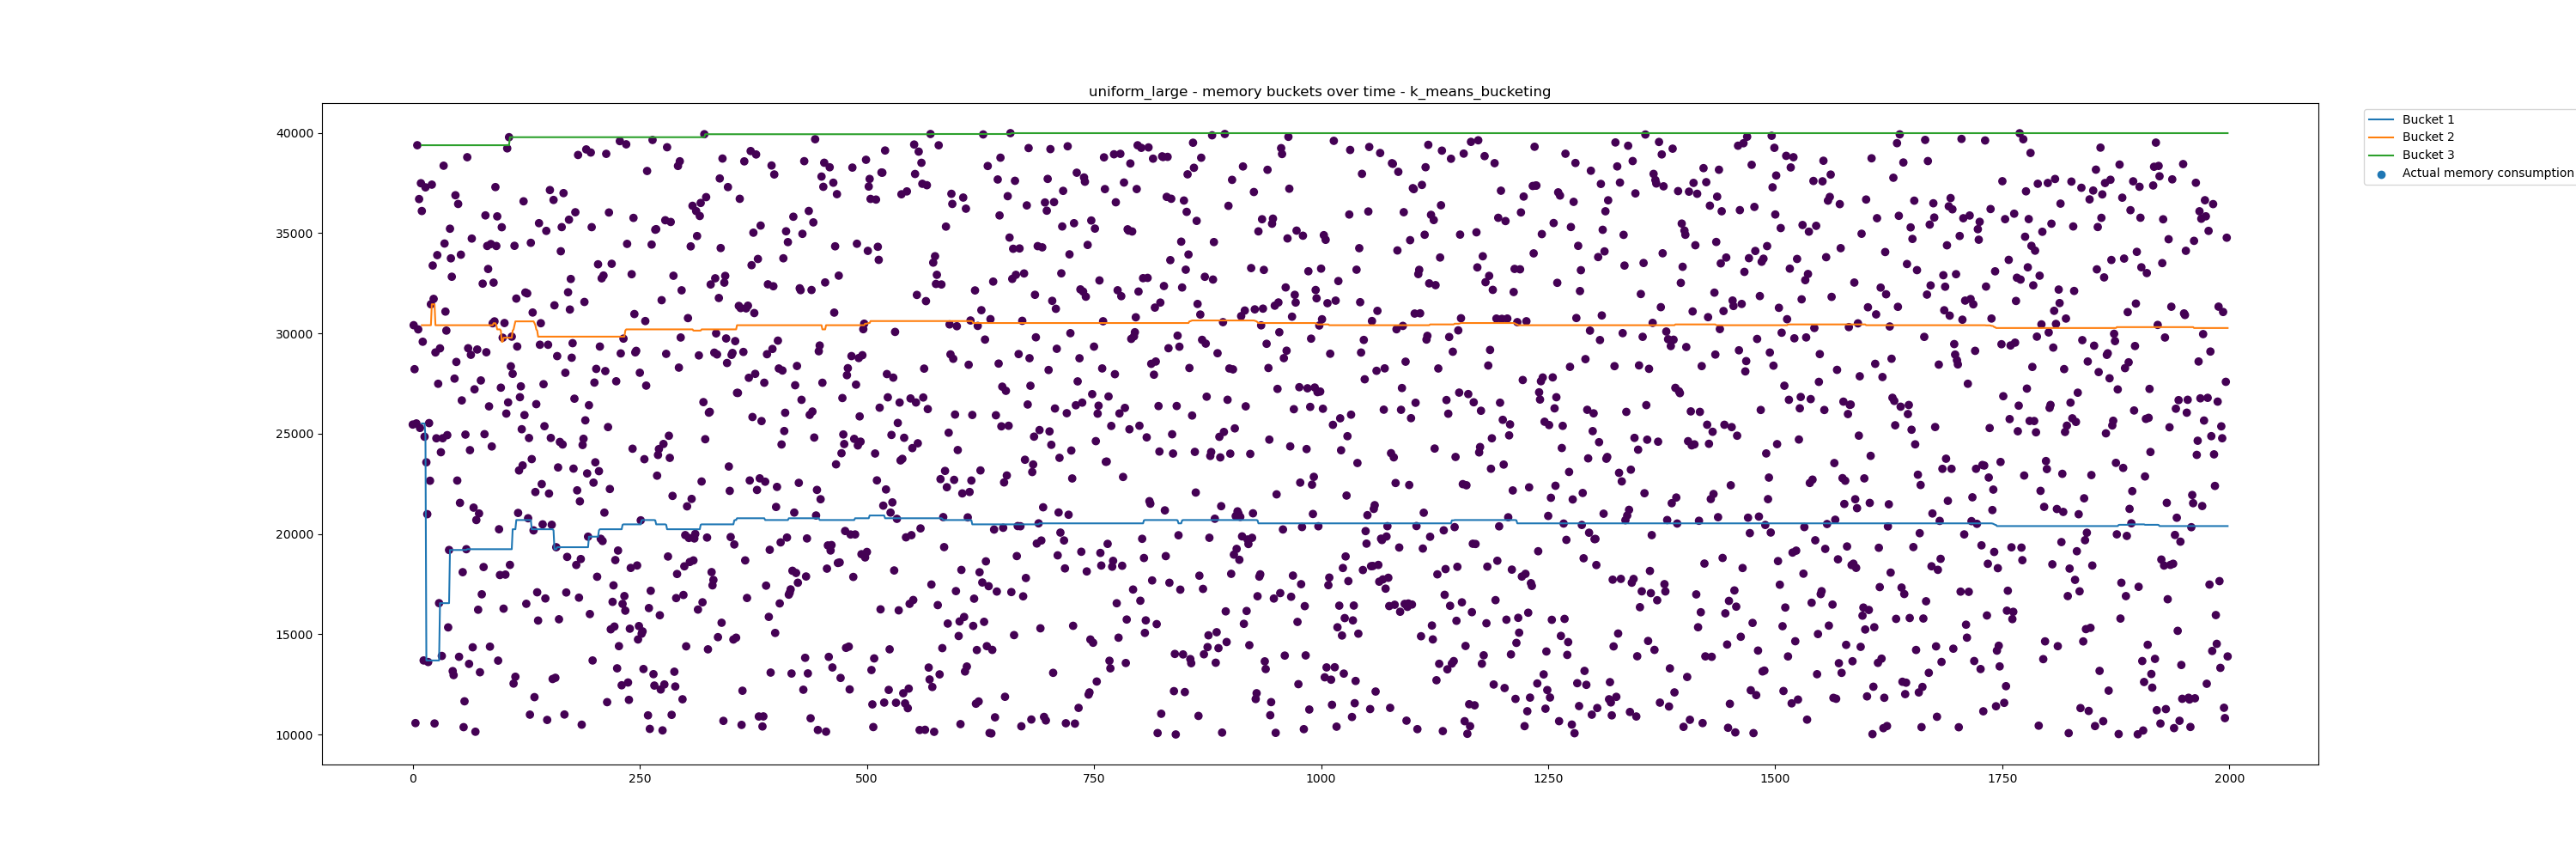 uniform_large - memory buckets over time - k_means_bucketing
40000
35000
30000
25000
20000
15000
10000
0 250 500 750 1000 1250 1500 1750 2000
Bucket 1
Bucket 2
Bucket 3
Actual memory consumption